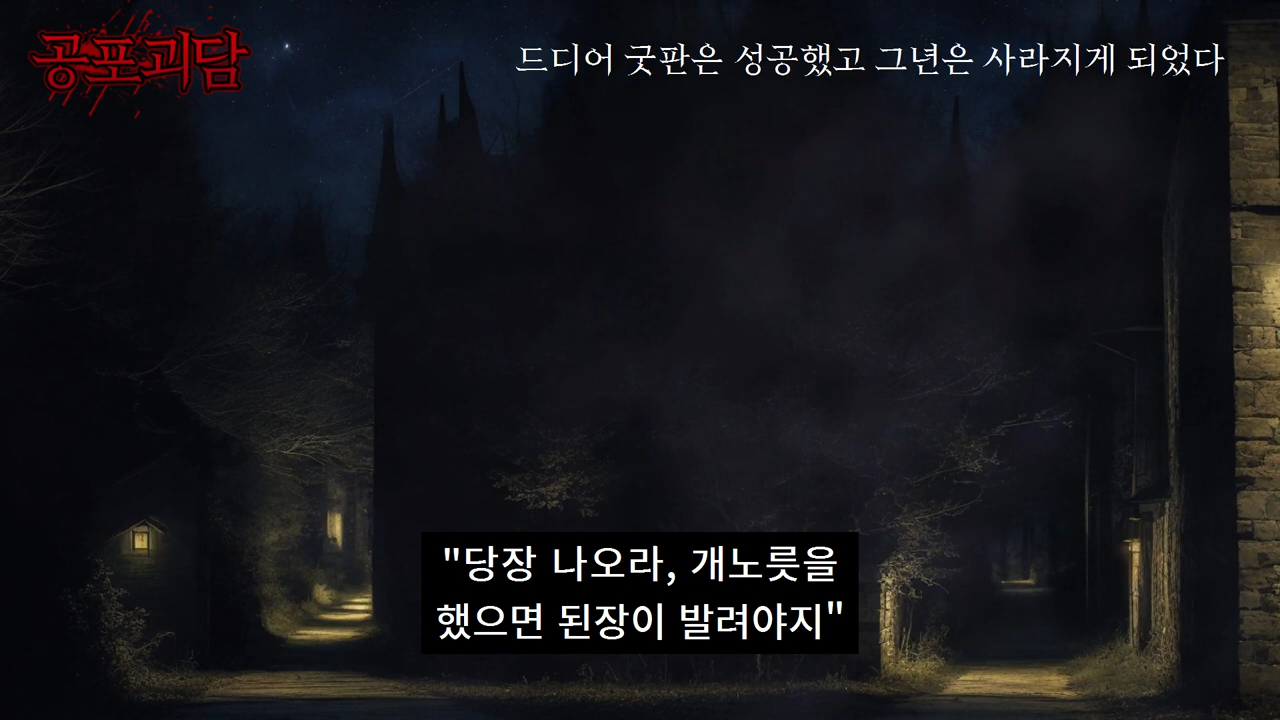 공포괴담
드디어 굿판은 성공했고 그년은 사라지게 되었다
"당장 나오라, 개노릇을
했으면 된장이 발려야지"